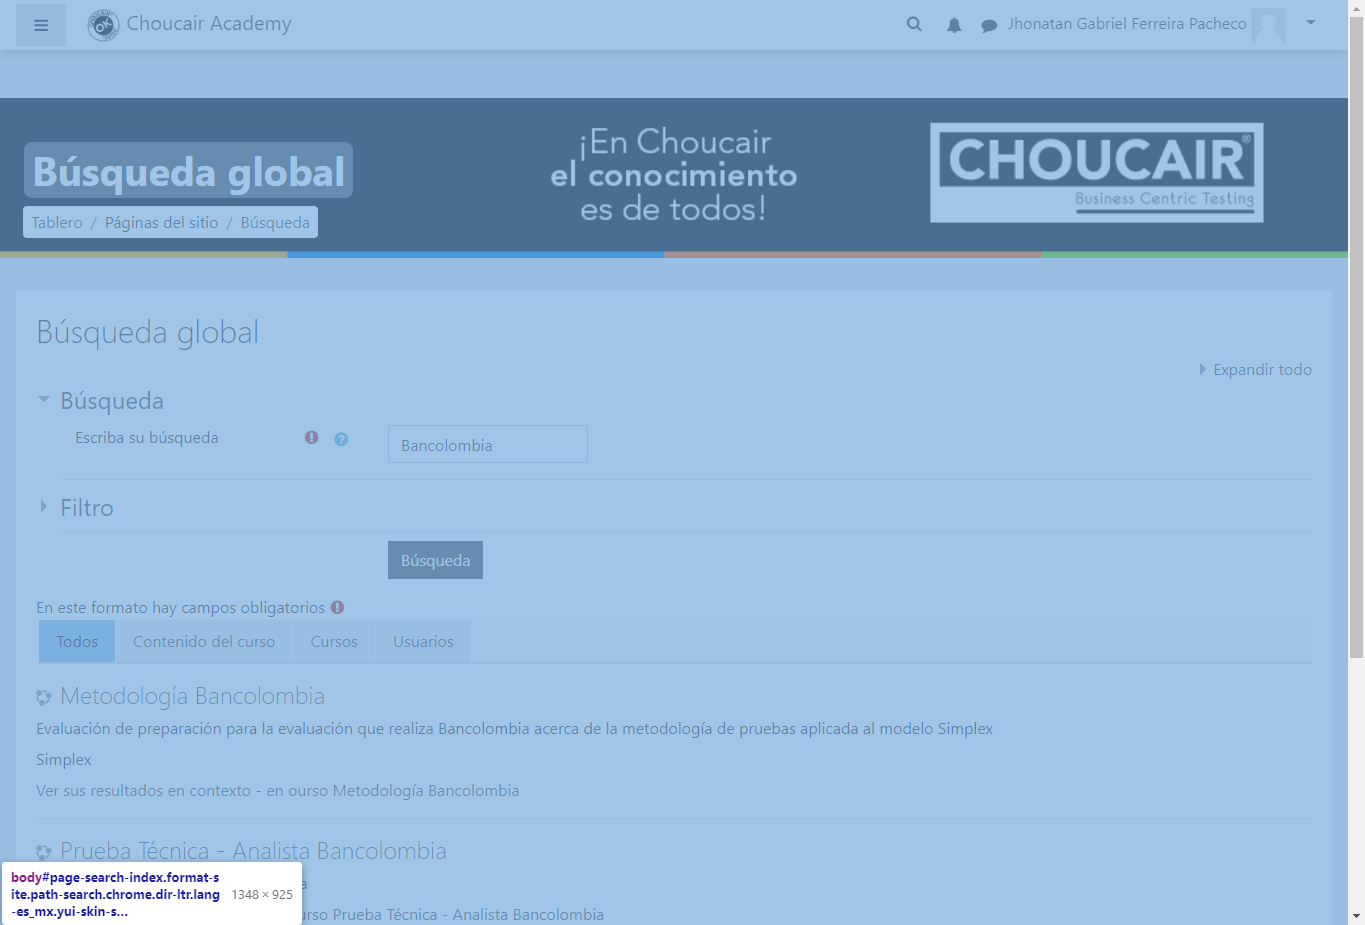 Choucair Academy
Jhonatan Gabriel Ferreira Pacheco
Búsqueda global
¡En Choucair
el conocimiento
es de todos!
CHOUCAIR®
Business Centric Testing
Tablero / Páginas del sitio / Búsqueda
Búsqueda global
Expandir todo
Búsqueda
Escriba su búsqueda
Bancolombia
Filtro
Búsqueda
En este formato hay campos obligatorios
Todos
Contenido del curso
Cursos
Usuarios
Metodología Bancolombia
Evaluación de preparación para la evaluación que realiza Bancolombia acerca de la metodología de pruebas aplicada al modelo Simplex
Simplex
Ver sus resultados en contexto - en ourso Metodología Bancolombia
Prueba Técnica - Analista Bancolombia
a
urso Prueba Técnica - Analista Bancolombia
body#page-search-index.format-s
ite.path-search.chrome.dir-ltr.lang
-es_mx.yui-skin-s...
1348 × 925